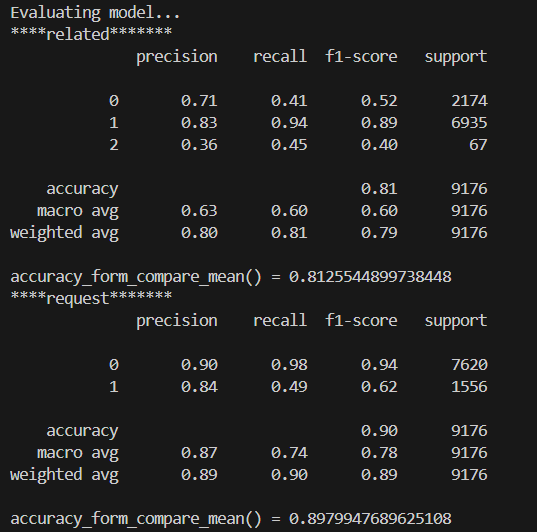 Evaluating model...
****related*******
precision recall f1-score support
0 0.71 0.41 0.52 2174
1 0.83 0.94 0.89 6935
2 0.36 0.45 0.40 67
accuracy 0.81 9176
macro avg 0.63 0.60 0.60 9176
weighted avg 0.80 0.81 0.79 9176
accuracy_form_compare_mean() = 0.8125544899738448
****request*******
precision recall f1-score support
0 0.90 0.98 0.94 7620
1 0.84 0.49 0.62 1556
accuracy 0.90 9176
macro avg 0.87 0.74 0.78 9176
weighted avg 0.89 0.90 0.89 9176
accuracy_form_compare_mean() = 0.8979947689625108